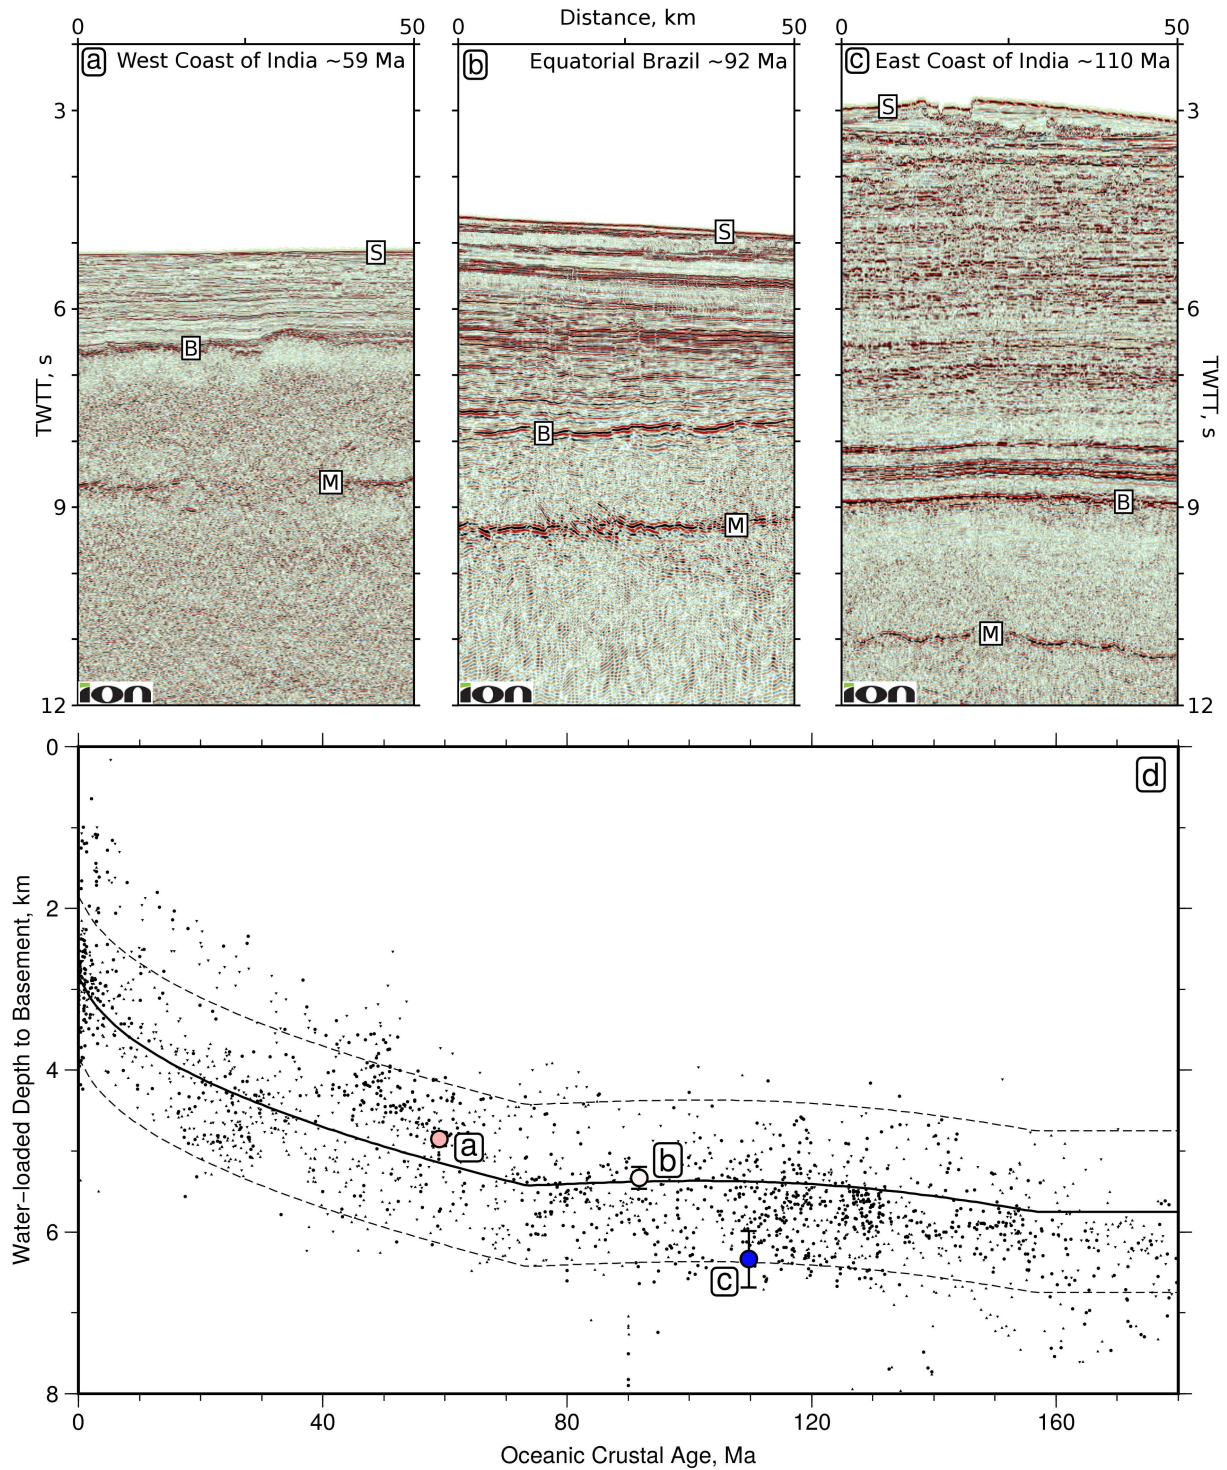 Distance, km
0 50 0 50 0 50
a West Coast of India ~59 Ma
b Equatorial Brazil ~92 Ma
c East Coast of India ~110 Ma
S
B
M
ion
S
B
M
ion
S
B
M
ion
3
6
9
12
TWTT, s
3
6
9
12
TWTT, s
d
0
2
4
6
8
Water−loaded Depth to Basement, km
a
b
c
0 40 80 120 160
Oceanic Crustal Age, Ma